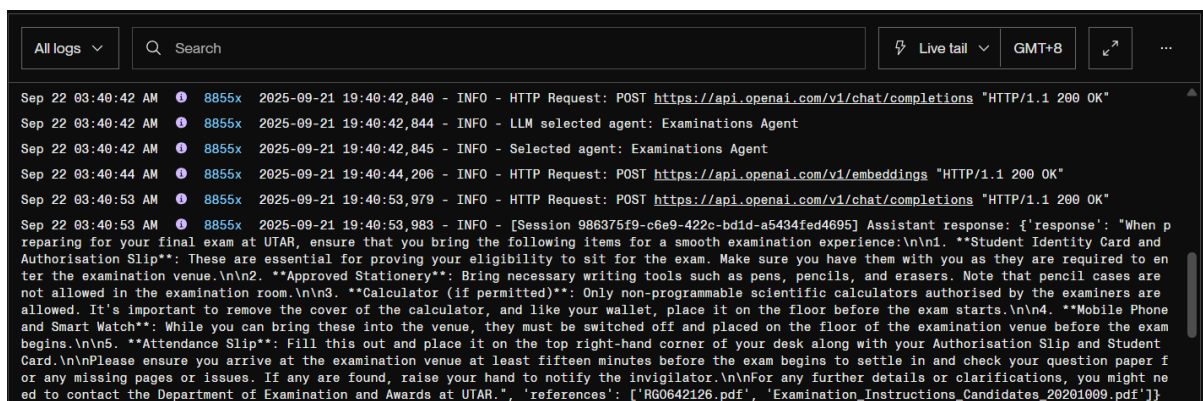 All logs Search Live tail GMT+8 ...
Sep 22 03:40:42 AM i 8855x 2025-09-21 19:40:42,840 - INFO - HTTP Request: POST https://api.openai.com/v1/chat/completions "HTTP/1.1 200 OK"
Sep 22 03:40:42 AM i 8855x 2025-09-21 19:40:42,844 - INFO - LLM selected agent: Examinations Agent
Sep 22 03:40:42 AM i 8855x 2025-09-21 19:40:42,845 - INFO - Selected agent: Examinations Agent
Sep 22 03:40:44 AM i 8855x 2025-09-21 19:40:44,206 - INFO - HTTP Request: POST https://api.openai.com/v1/embeddings "HTTP/1.1 200 OK"
Sep 22 03:40:53 AM i 8855x 2025-09-21 19:40:53,979 - INFO - HTTP Request: POST https://api.openai.com/v1/chat/completions "HTTP/1.1 200 OK"
Sep 22 03:40:53 AM i 8855x 2025-09-21 19:40:53,983 - INFO - [Session 986375f9-c6e9-422c-bd1d-a5434fed4695] Assistant response: {'response': "When p
reparing for your final exam at UTAR, ensure that you bring the following items for a smooth examination experience:\n\n1. **Student Identity Card and
Authorisation Slip**: These are essential for proving your eligibility to sit for the exam. Make sure you have them with you as they are required to en
ter the examination venue.\n\n2. **Approved Stationery**: Bring necessary writing tools such as pens, pencils, and erasers. Note that pencil cases are
not allowed in the examination room.\n\n3. **Calculator (if permitted)**: Only non-programmable scientific calculators authorised by the examiners are
allowed. It's important to remove the cover of the calculator, and like your wallet, place it on the floor before the exam starts.\n\n4. **Mobile Phone
and Smart Watch**: While you can bring these into the venue, they must be switched off and placed on the floor of the examination venue before the exam
begins.\n\n5. **Attendance Slip**: Fill this out and place it on the top right-hand corner of your desk along with your Authorisation Slip and Student
Card.\n\nPlease ensure you arrive at the examination venue at least fifteen minutes before the exam begins to settle in and check your question paper f
or any missing pages or issues. If any are found, raise your hand to notify the invigilator.\n\nFor any further details or clarifications, you might ne
ed to contact the Department of Examination and Awards at UTAR.", 'references': ['RGO642126.pdf', 'Examination_Instructions_Candidates_20201009.pdf']}